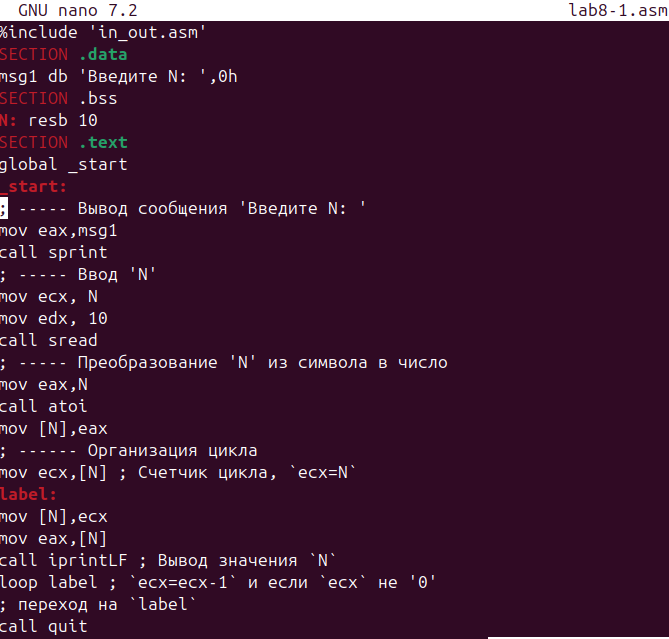 GNU nano 7.2 lab8-1.asm
%include 'in_out.asm'
SECTION .data
msg1 db 'Введите N: ',0h
SECTION .bss
N: resb 10
SECTION .text
global _start
_start:
; ----- Вывод сообщения 'Введите N: '
mov eax,msg1
call sprint
; ----- Ввод 'N'
mov ecx, N
mov edx, 10
call sread
; ----- Преобразование 'N' из символа в число
mov eax,N
call atoi
mov [N],eax
; ------ Организация цикла
mov ecx,[N] ; Счетчик цикла, `ecx=N`
label:
mov [N],ecx
mov eax,[N]
call iprintLF ; Вывод значения `N`
loop label ; `ecx=ecx-1` и если `ecx` не '0'
; переход на `label`
call quit